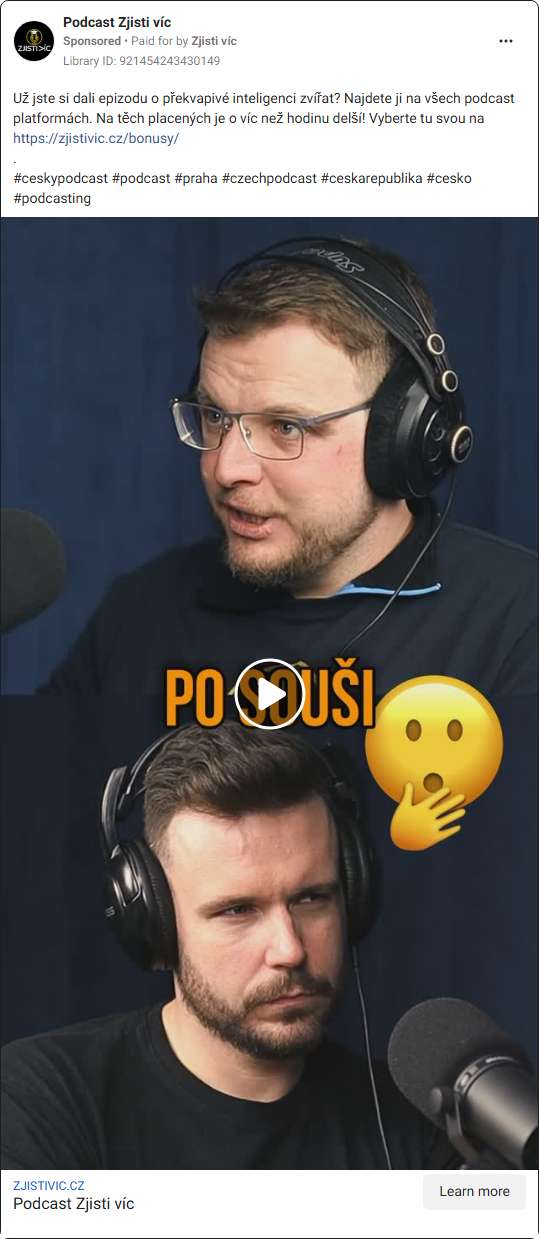 Podcast Zjisti víc
Sponsored • Paid for by Zjisti víc
Library ID: 921454243430149
ZJISTIVÍC
Už jste si dali epizodu o překvapivé inteligenci zvířat? Najdete ji na všech podcast
platformách. Na těch placených je o víc než hodinu delší! Vyberte tu svou na
https://zjistivic.cz/bonusy/
.
#ceskypodcast #podcast #praha #czechpodcast #ceskarepublika #cesko
#podcasting
PO SOUŠI
ZJISTIVIC.CZ
Podcast Zjisti víc
Learn more